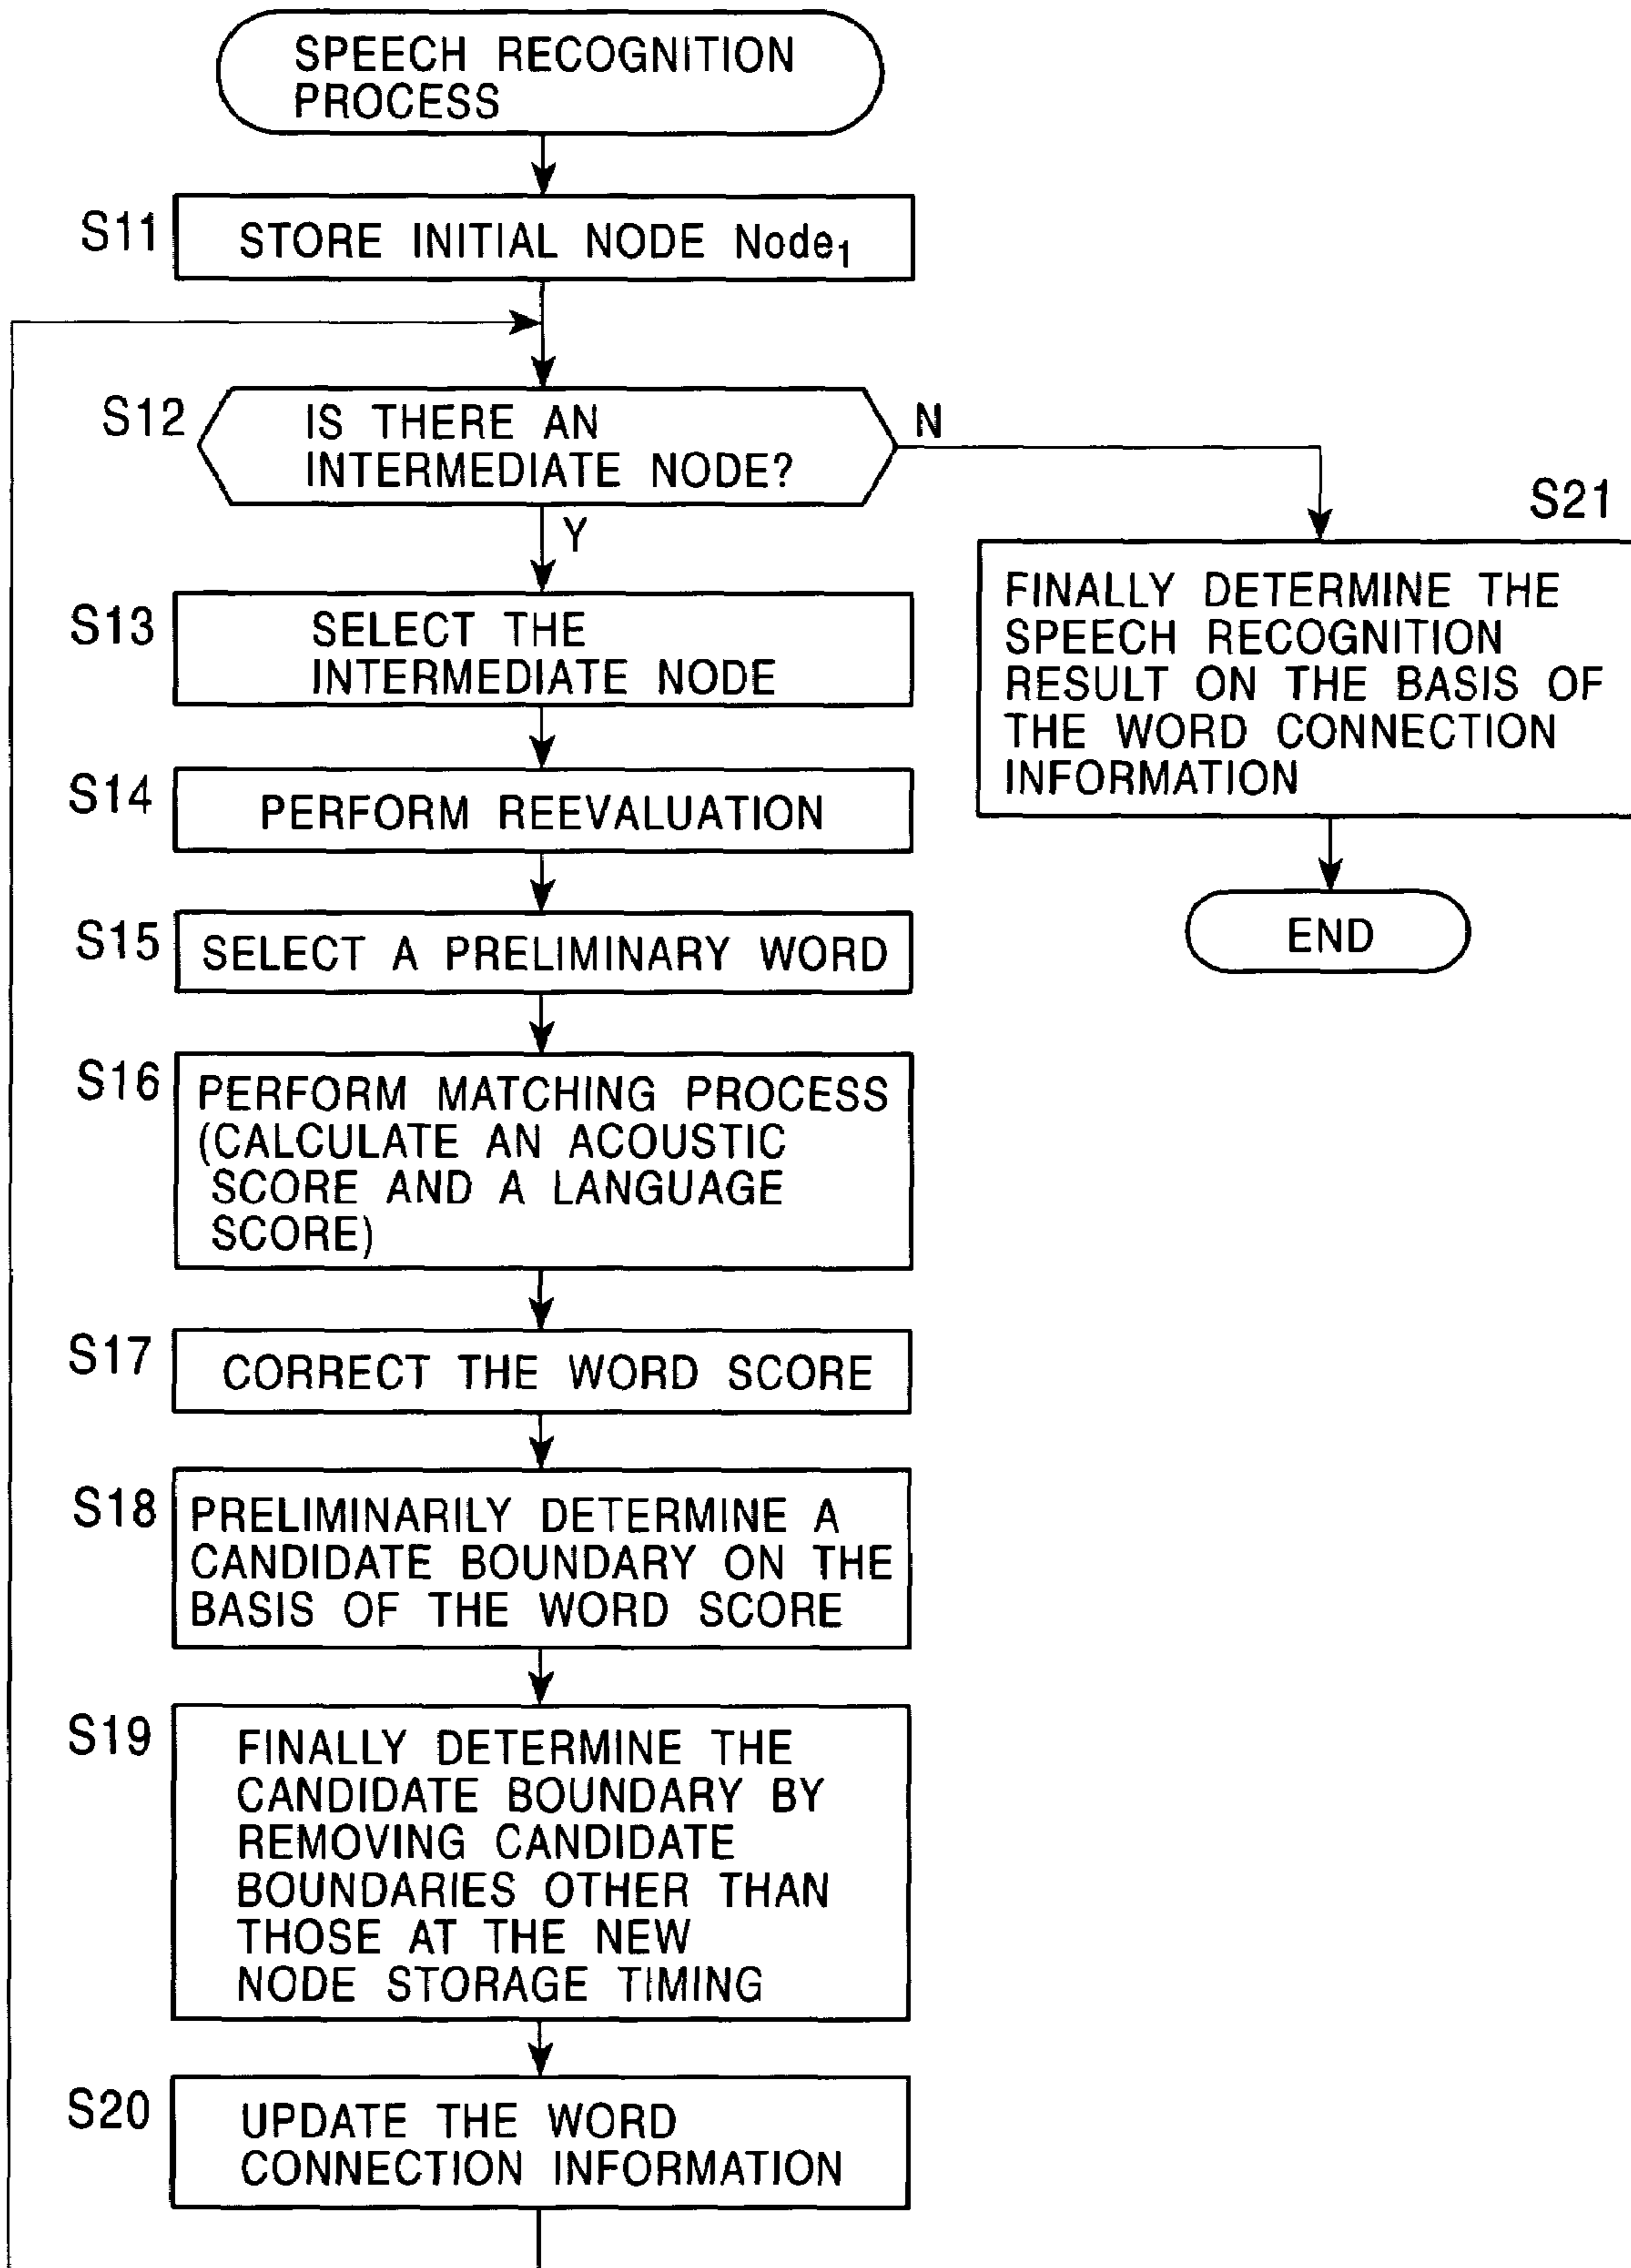 SPEECH RECOGNITION
PROCESS
S11
STORE INITIAL NODE Node₁
S12
IS THERE AN
INTERMEDIATE NODE?
N
Y
S21
FINALLY DETERMINE THE
SPEECH RECOGNITION
RESULT ON THE BASIS OF
THE WORD CONNECTION
INFORMATION
END
S13
SELECT THE
INTERMEDIATE NODE
S14
PERFORM REEVALUATION
S15
SELECT A PRELIMINARY WORD
S16
PERFORM MATCHING PROCESS
(CALCULATE AN ACOUSTIC
SCORE AND A LANGUAGE
SCORE)
S17
CORRECT THE WORD SCORE
S18
PRELIMINARILY DETERMINE A
CANDIDATE BOUNDARY ON THE
BASIS OF THE WORD SCORE
S19
FINALLY DETERMINE THE
CANDIDATE BOUNDARY BY
REMOVING CANDIDATE
BOUNDARIES OTHER THAN
THOSE AT THE NEW
NODE STORAGE TIMING
S20
UPDATE THE WORD
CONNECTION INFORMATION